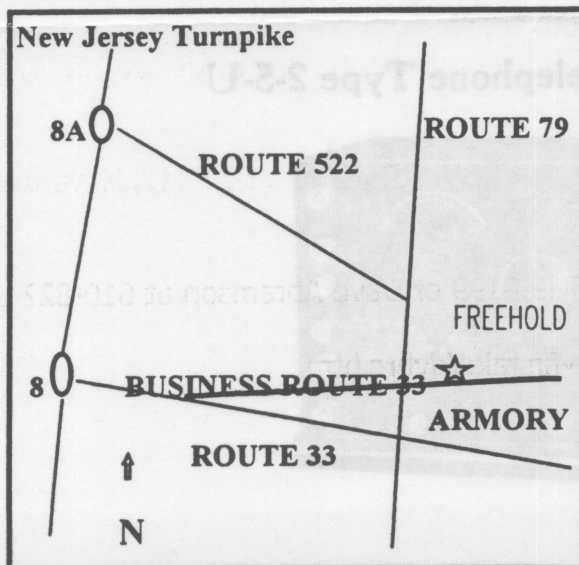 New Jersey Turnpike
8A
ROUTE 79
ROUTE 522
FREEHOLD
8
BUSINESS ROUTE 33
ARMORY
ROUTE 33
N